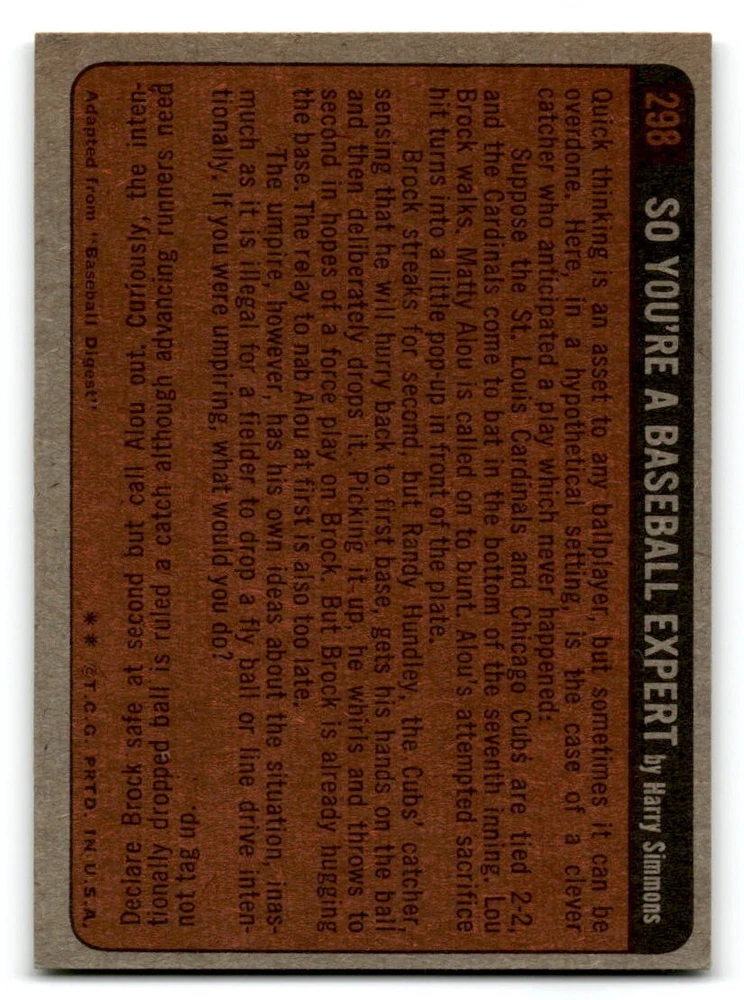 298 SO YOU'RE A BASEBALL EXPERT by Harry Simmons
Quick thinking is an asset to any ballplayer, but sometimes it can be
overdone. Here, in a hypothetical setting, is the case of a clever
catcher who anticipated a play which never happened:
Suppose the St. Louis Cardinals and Chicago Cubs are tied 2-2,
and the Cardinals come to bat in the bottom of the seventh inning. Lou
Brock walks. Matty Alou is called on to bunt. Alou's attempted sacrifice
hit turns into a little pop-up in front of the plate.
Brock streaks for second, but Randy Hundley, the Cubs' catcher,
sensing that he will hurry back to first base, gets his hands on the ball
and then deliberately drops it. Picking it up, he whirls and throws to
second in hopes of a force play on Brock. But Brock is already hugging
the base. The relay to nab Alou at first is also too late.
The umpire, however, has his own ideas about the situation, inas-
much as it is illegal for a fielder to drop a fly ball or line drive inten-
tionally. If you were umpiring, what would you do?
Declare Brock safe at second but call Alou out. Curiously, the inten-
tionally dropped ball is ruled a catch although advancing runners need
not tag up.
Adapted from "Baseball Digest" ** ©T.C.G. PRTD. IN U.S.A.